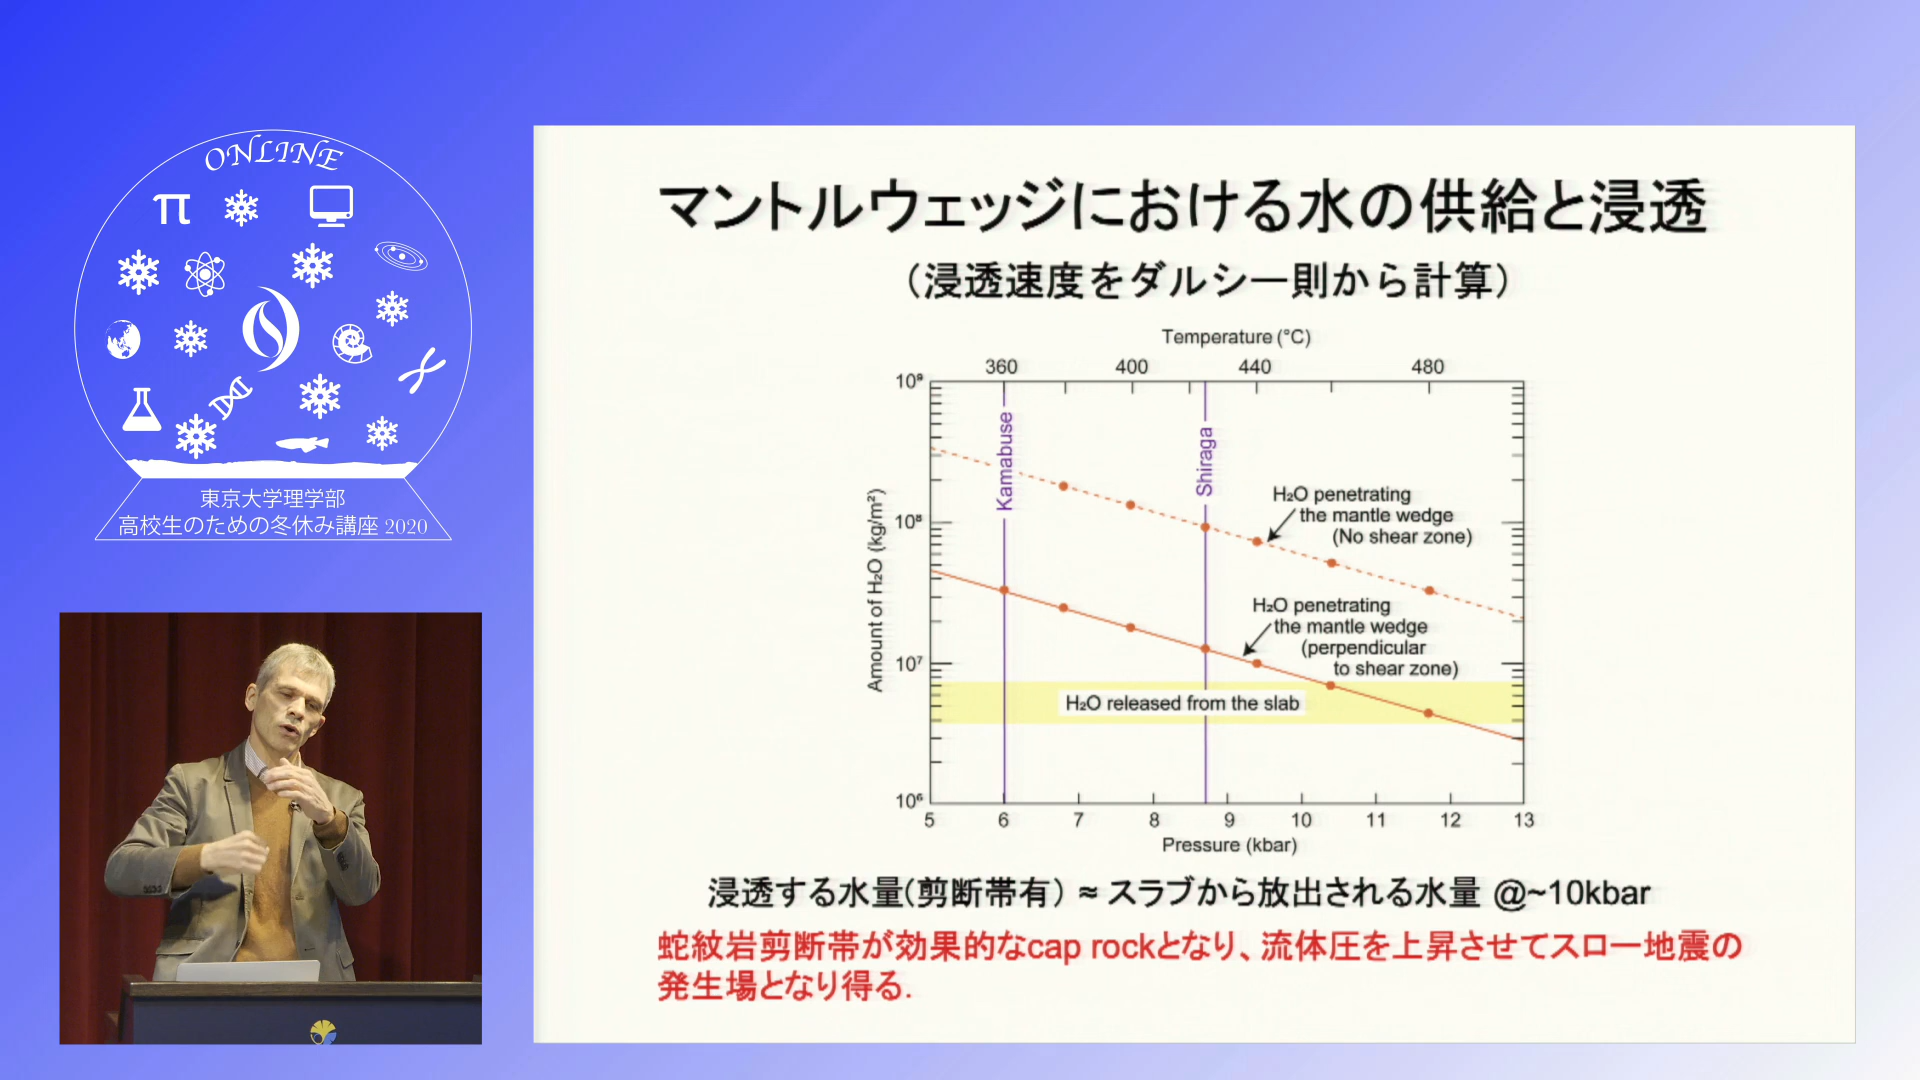 ONLINE
π
東京大学理学部
高校生のための冬休み講座 2020
マントルウェッジにおける水の供給と浸透
（浸透速度をダルシー則から計算）
Temperature (°C)
360 400 440 480
10⁹
10⁸
10⁷
10⁶
Amount of H₂O (kg/m²)
Kamabuse
Shiraga
H₂O penetrating
the mantle wedge
(No shear zone)
H₂O penetrating
the mantle wedge
(perpendicular
to shear zone)
H₂O released from the slab
5 6 7 8 9 10 11 12 13
Pressure (kbar)
浸透する水量(剪断帯有) ≈ スラブから放出される水量 @~10kbar
蛇紋岩剪断帯が効果的なcap rockとなり、流体圧を上昇させてスロー地震の
発生場となり得る.